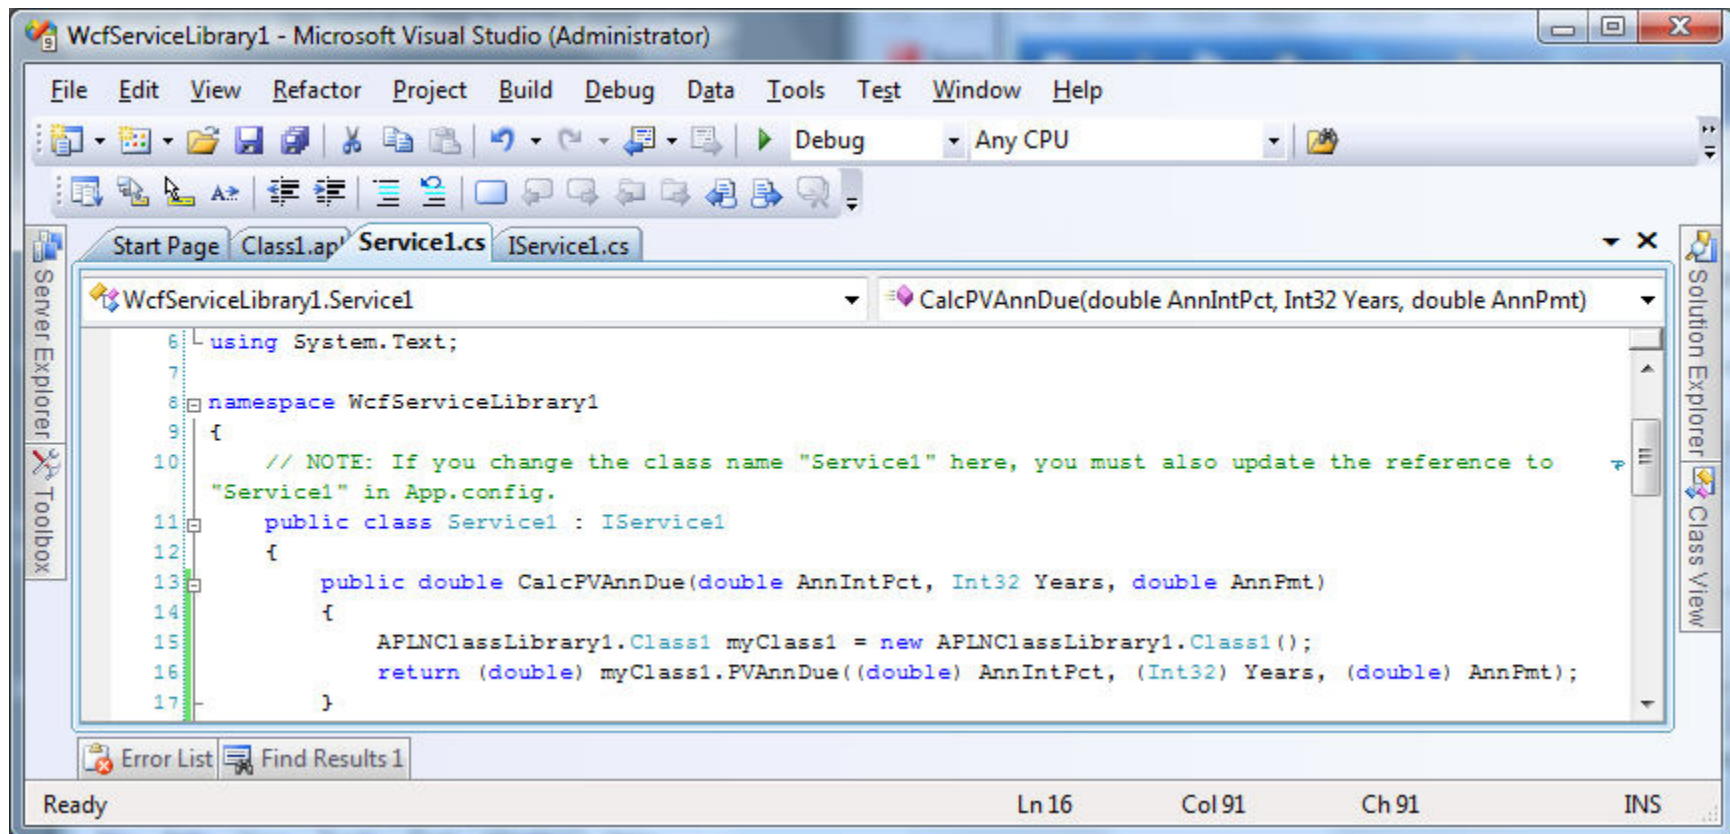 WcfServiceLibrary1 - Microsoft Visual Studio (Administrator)
File Edit View Refactor Project Build Debug Data Tools Test Window Help
Debug Any CPU
Start Page Class1.apl Service1.cs IService1.cs
WcfServiceLibrary1.Service1 CalcPVAnnDue(double AnnIntPct, Int32 Years, double AnnPmt)
Server Explorer
Toolbox
6 using System.Text;
7
8 namespace WcfServiceLibrary1
9 {
10 // NOTE: If you change the class name "Service1" here, you must also update the reference to
"Service1" in App.config.
11 public class Service1 : IService1
12 {
13 public double CalcPVAnnDue(double AnnIntPct, Int32 Years, double AnnPmt)
14 {
15 APLNClassLibrary1.Class1 myClass1 = new APLNClassLibrary1.Class1();
16 return (double) myClass1.PVAnnDue((double) AnnIntPct, (Int32) Years, (double) AnnPmt);
17 }
Solution Explorer
Class View
Error List Find Results 1
Ready Ln 16 Col 91 Ch 91 INS